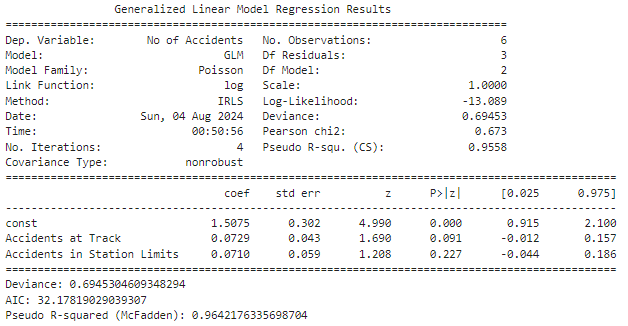 Generalized Linear Model Regression Results
==============================================================================
Dep. Variable: No of Accidents No. Observations: 6
Model: GLM Df Residuals: 3
Model Family: Poisson Df Model: 2
Link Function: log Scale: 1.0000
Method: IRLS Log-Likelihood: -13.089
Date: Sun, 04 Aug 2024 Deviance: 0.69453
Time: 00:50:56 Pearson chi2: 0.673
No. Iterations: 4 Pseudo R-squ. (CS): 0.9558
Covariance Type: nonrobust
==============================================================================================
coef std err z P>|z| [0.025 0.975]
----------------------------------------------------------------------------------------------
const 1.5075 0.302 4.990 0.000 0.915 2.100
Accidents at Track 0.0729 0.043 1.690 0.091 -0.012 0.157
Accidents in Station Limits 0.0710 0.059 1.208 0.227 -0.044 0.186
==============================================================================================
Deviance: 0.6945304609348294
AIC: 32.17819029039307
Pseudo R-squared (McFadden): 0.9642176335698704